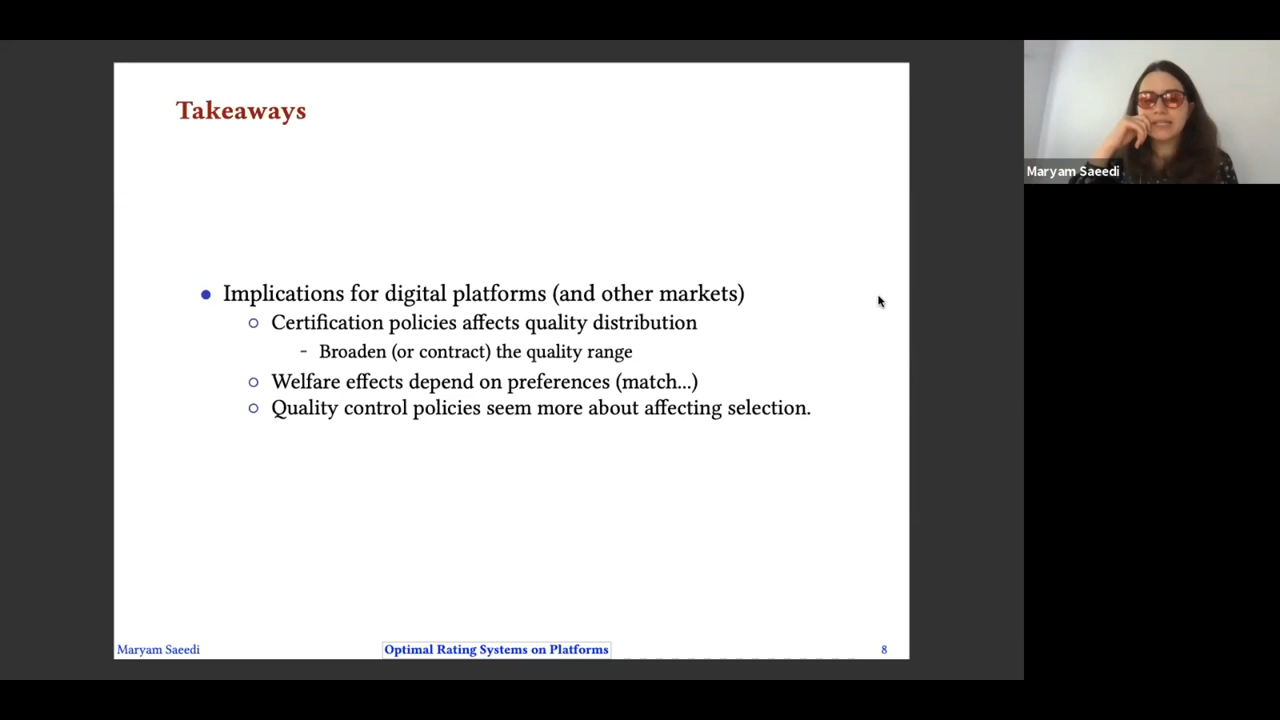 Takeaways
● Implications for digital platforms (and other markets)
○ Certification policies affects quality distribution
- Broaden (or contract) the quality range
○ Welfare effects depend on preferences (match...)
○ Quality control policies seem more about affecting selection.
Maryam Saeedi
Optimal Rating Systems on Platforms
8
Maryam Saeedi